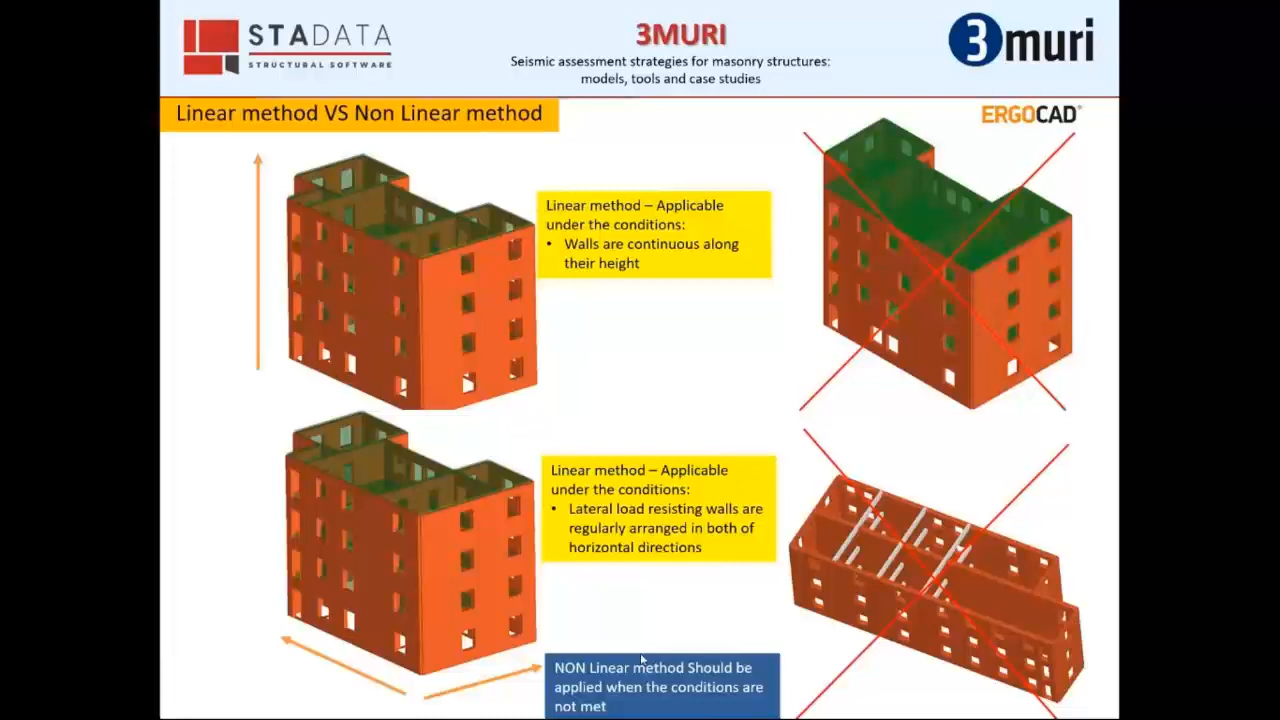 STADATA
STRUCTURAL SOFTWARE
3MURI
Seismic assessment strategies for masonry structures:
models, tools and case studies
3muri
Linear method VS Non Linear method
ERGOCAD®
Linear method – Applicable
under the conditions:
• Walls are continuous along
their height
Linear method – Applicable
under the conditions:
• Lateral load resisting walls are
regularly arranged in both of
horizontal directions
NON Linear method Should be
applied when the conditions are
not met